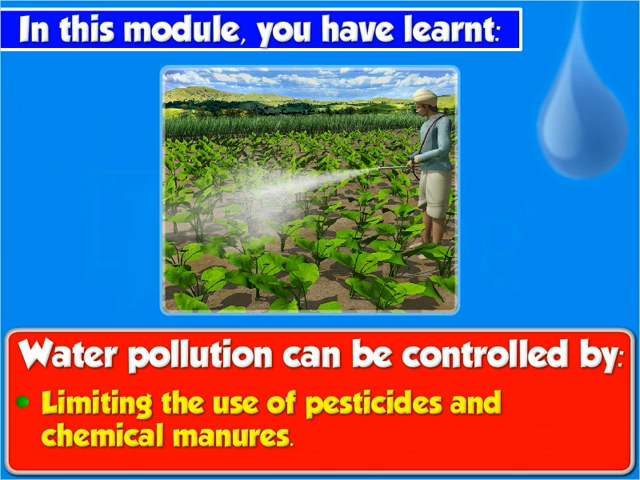 In this module, you have learnt:
Water pollution can be controlled by:
Limiting the use of pesticides and
chemical manures.